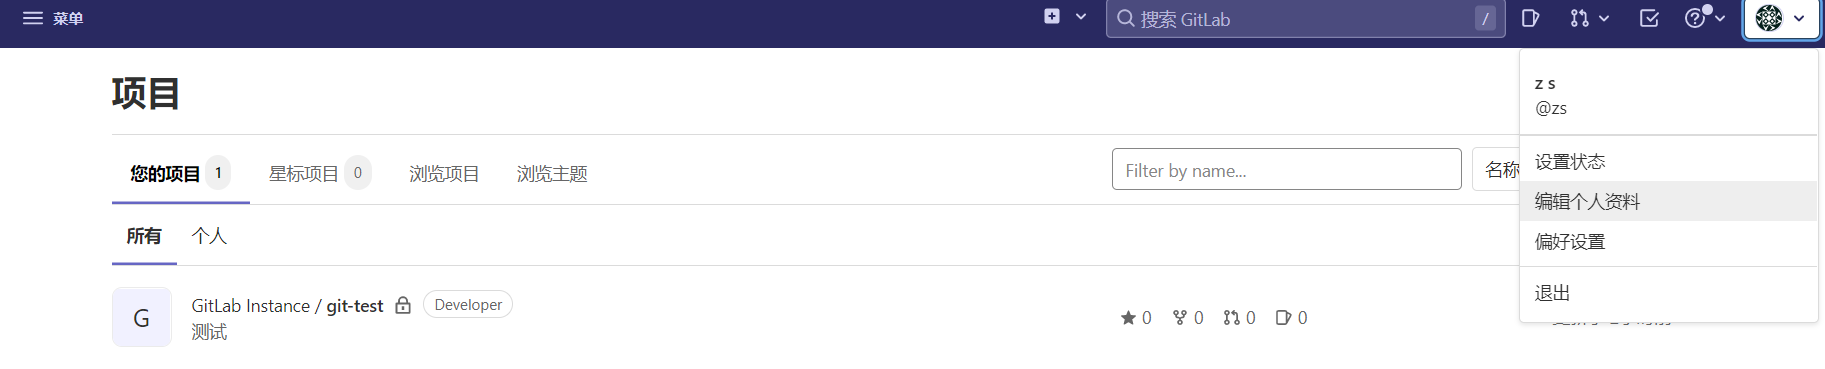 菜单
搜索 GitLab /
项目
z s
@zs
您的项目 1 星标项目 0 浏览项目 浏览主题
Filter by name...
名称
设置状态
编辑个人资料
偏好设置
退出
所有 个人
G
GitLab Instance / git-test Developer
测试
0 0 0 0